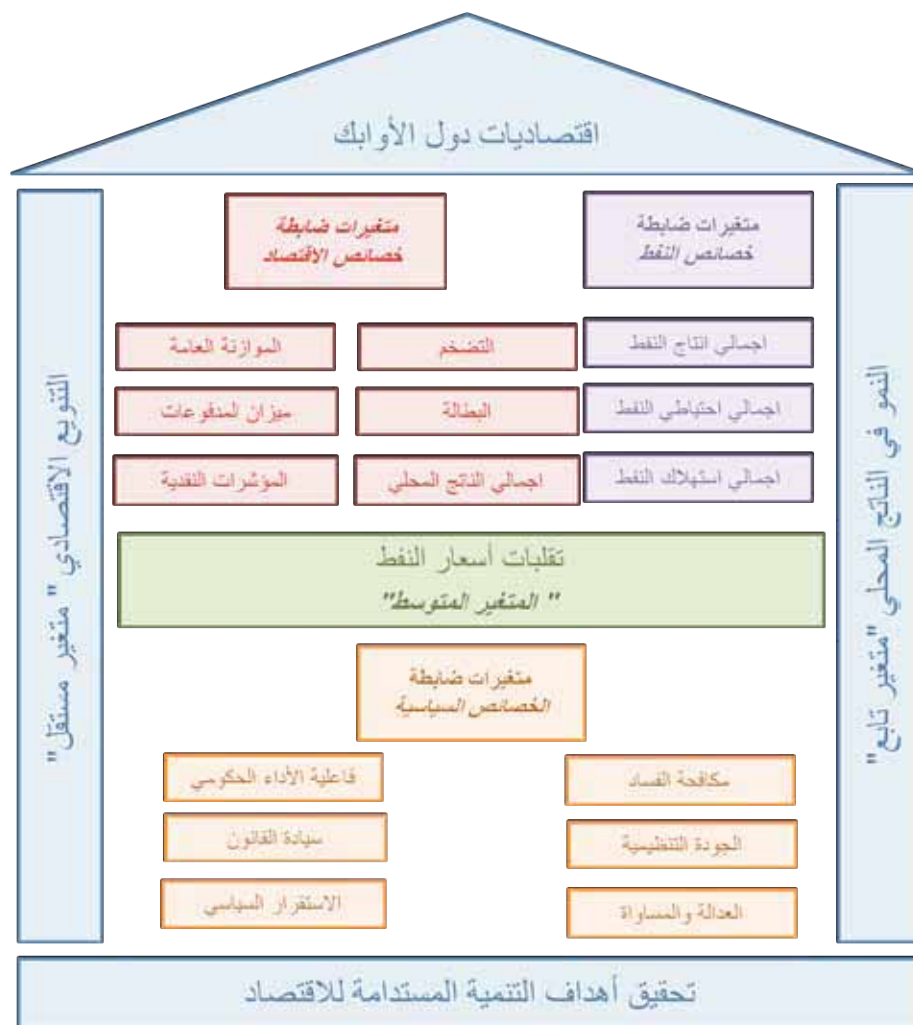 اقتصاديات دول الأوابك
متغيرات ضابطة
خصائص النفط
متغيرات ضابطة
خصائص الاقتصاد
اجمالي انتاج النفط
التضخم
الموازنة العامة
اجمالي احتياطي النفط
البطالة
ميزان المدفوعات
اجمالي استهلاك النفط
اجمالي الناتج المحلي
المؤشرات النقدية
النمو في الناتج المحلي "متغير تابع"
التنويع الاقتصادي " متغير مستقل"
تقلبات أسعار النفط
" المتغير المتوسط"
متغيرات ضابطة
الخصائص السياسية
مكافحة الفساد
فاعلية الأداء الحكومي
الجودة التنظيمية
سيادة القانون
العدالة والمساواة
الاستقرار السياسي
تحقيق أهداف التنمية المستدامة للاقتصاد